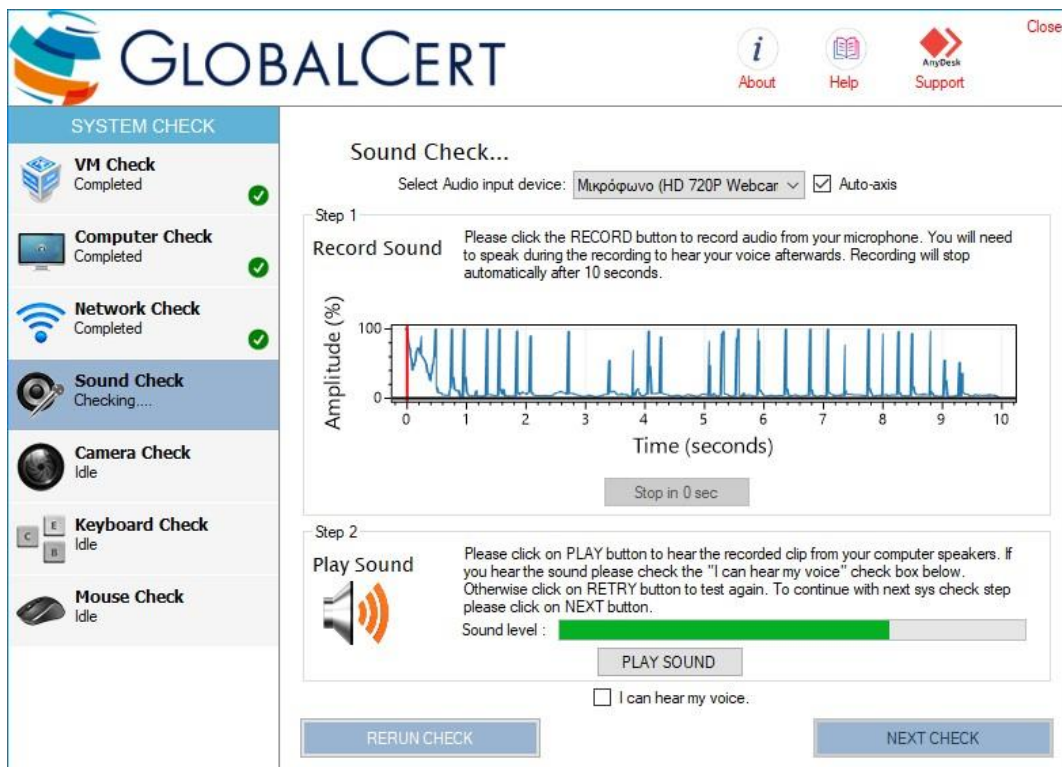 GLOBALCERT
About
Help
AnyDesk
Support
Close
SYSTEM CHECK
VM Check
Completed
Computer Check
Completed
Network Check
Completed
Sound Check
Checking....
Camera Check
Idle
Keyboard Check
Idle
C
E
B
Mouse Check
Idle
Sound Check...
Select Audio input device: Μικρόφωνο (HD 720P Webcar
Auto-axis
Step 1
Record Sound
Please click the RECORD button to record audio from your microphone. You will need
to speak during the recording to hear your voice afterwards. Recording will stop
automatically after 10 seconds.
Amplitude (%)
100
0
0 1 2 3 4 5 6 7 8 9 10
Time (seconds)
Stop in 0 sec
Step 2
Play Sound
Please click on PLAY button to hear the recorded clip from your computer speakers. If
you hear the sound please check the "I can hear my voice" check box below.
Otherwise click on RETRY button to test again. To continue with next sys check step
please click on NEXT button.
Sound level :
PLAY SOUND
I can hear my voice.
RERUN CHECK
NEXT CHECK